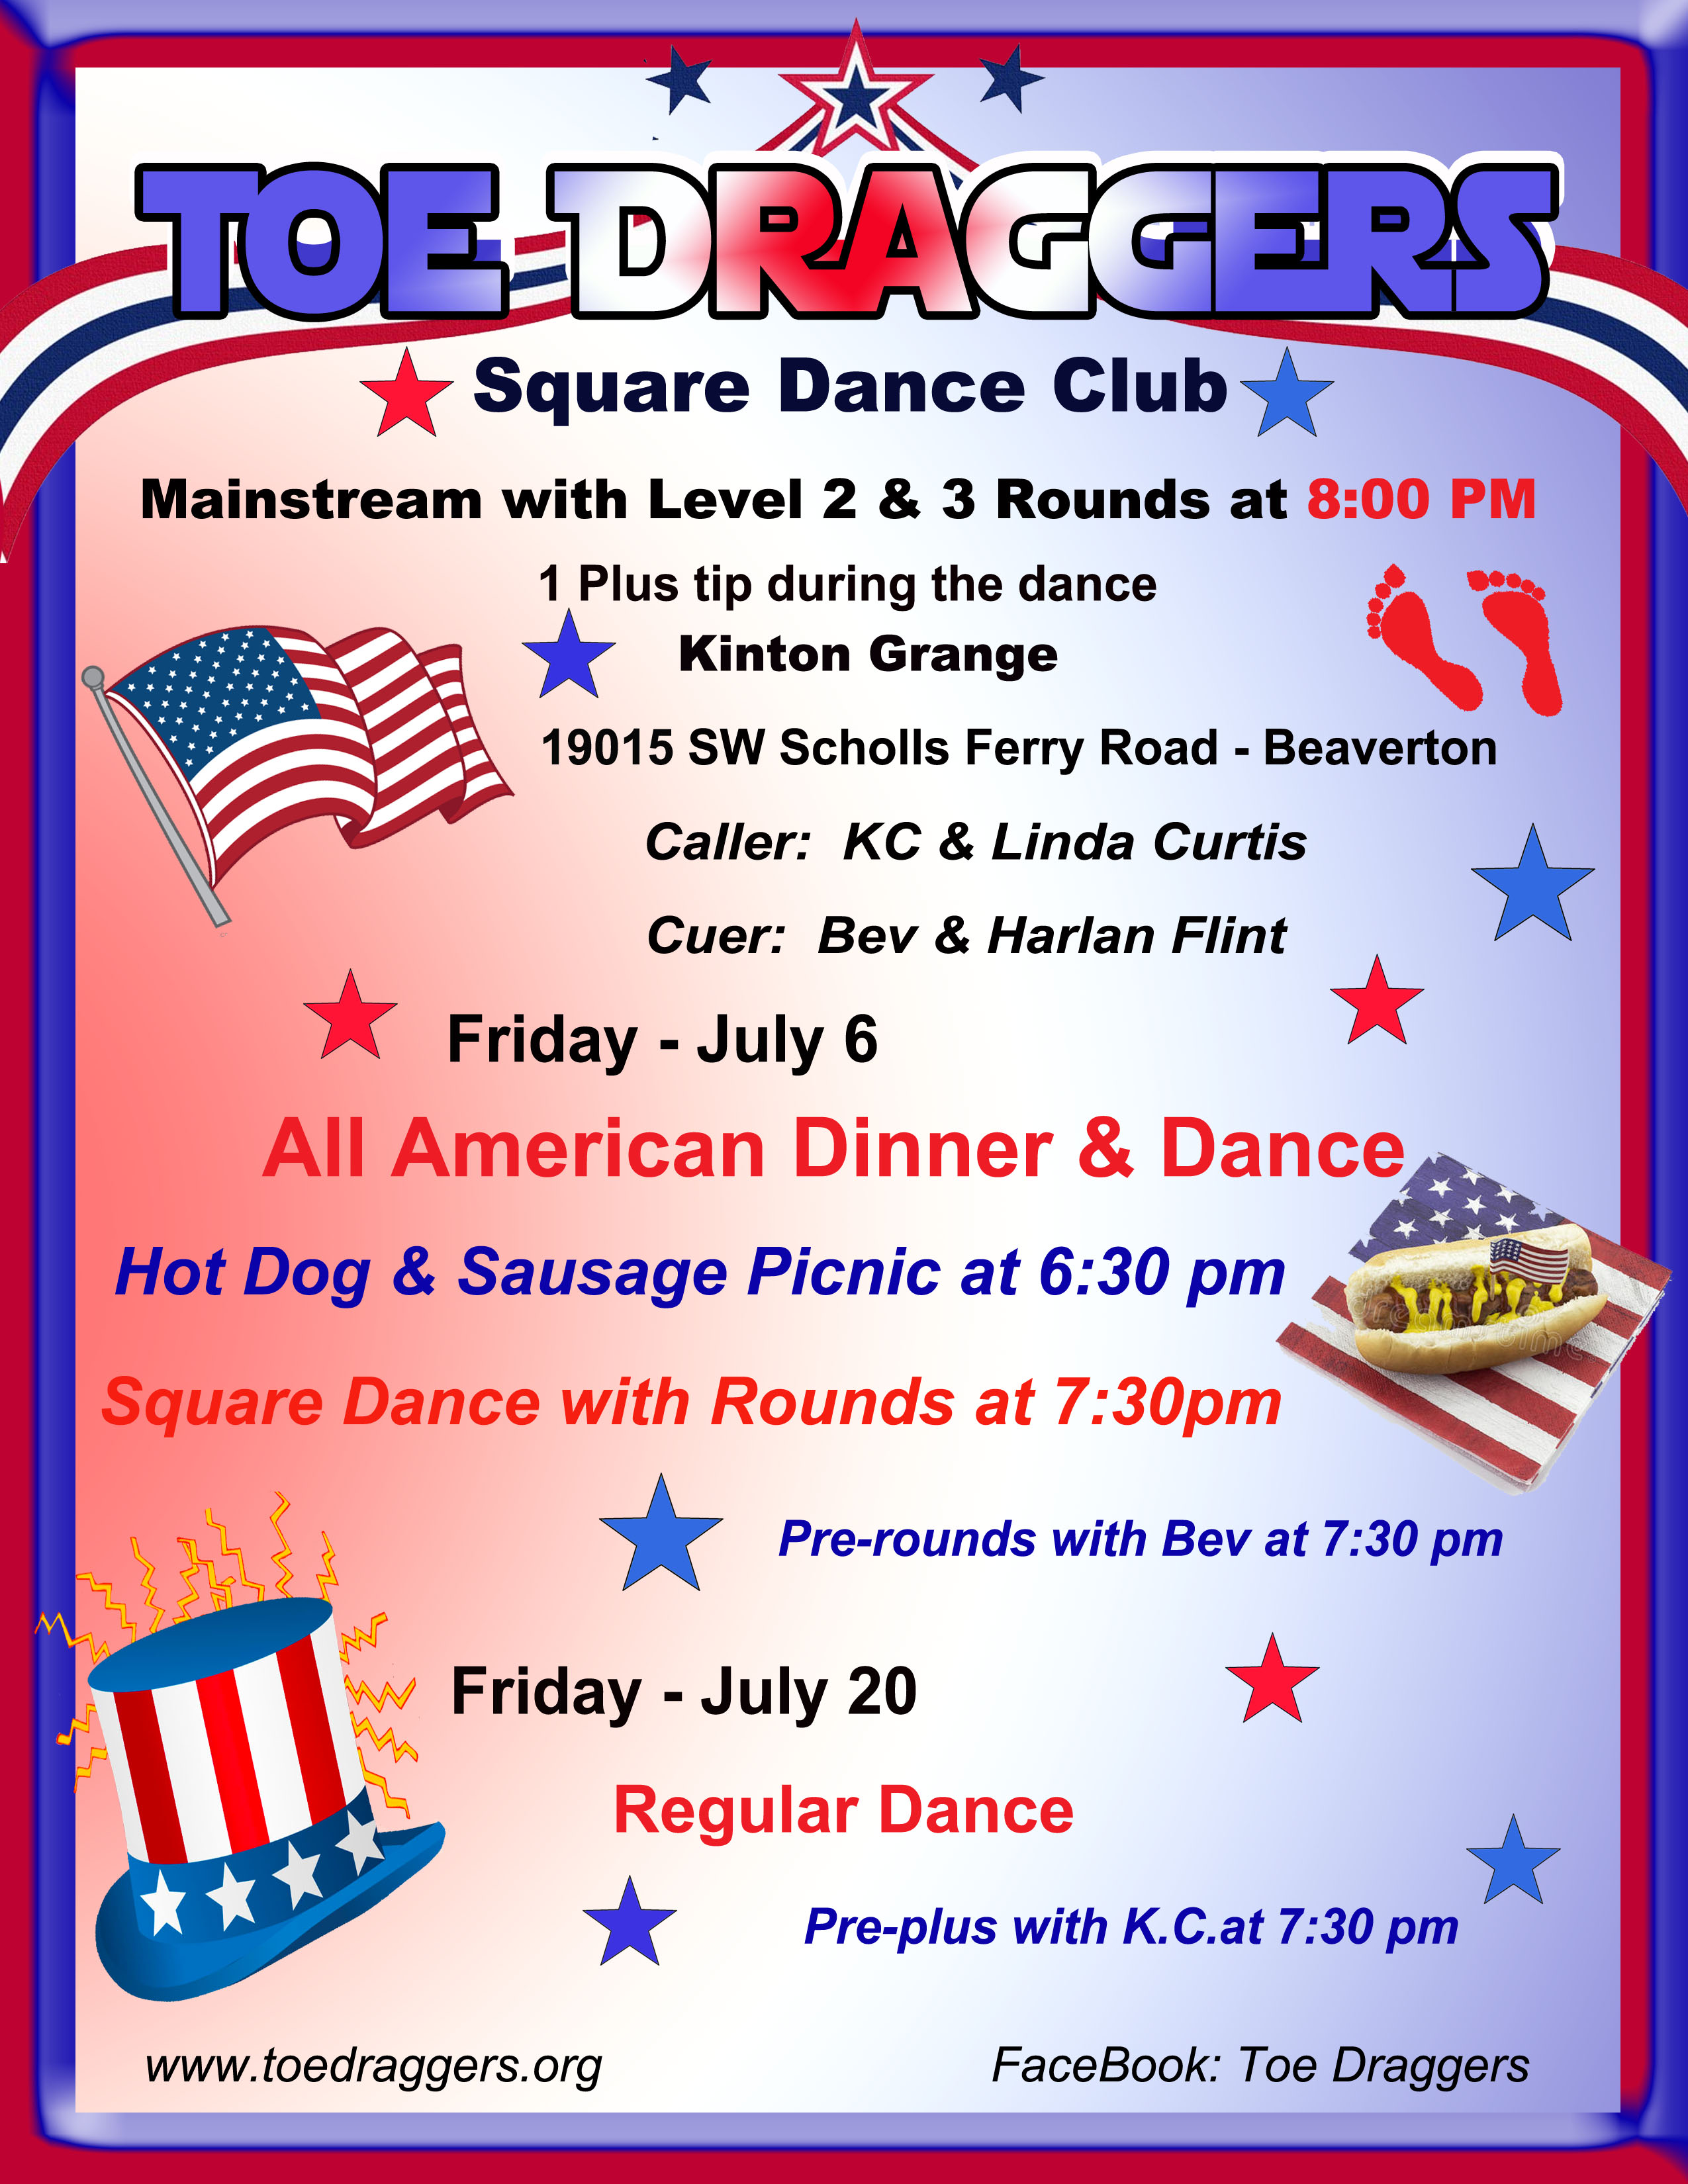 TOE DRAGGERS
Square Dance Club
Mainstream with Level 2 & 3 Rounds at 8:00 PM
1 Plus tip during the dance
Kinton Grange
19015 SW Scholls Ferry Road - Beaverton
Caller: KC & Linda Curtis
Cuer: Bev & Harlan Flint
Friday - July 6
All American Dinner & Dance
Hot Dog & Sausage Picnic at 6:30 pm
Square Dance with Rounds at 7:30pm
Pre-rounds with Bev at 7:30 pm
Friday - July 20
Regular Dance
Pre-plus with K.C.at 7:30 pm
www.toedraggers.org
FaceBook: Toe Draggers